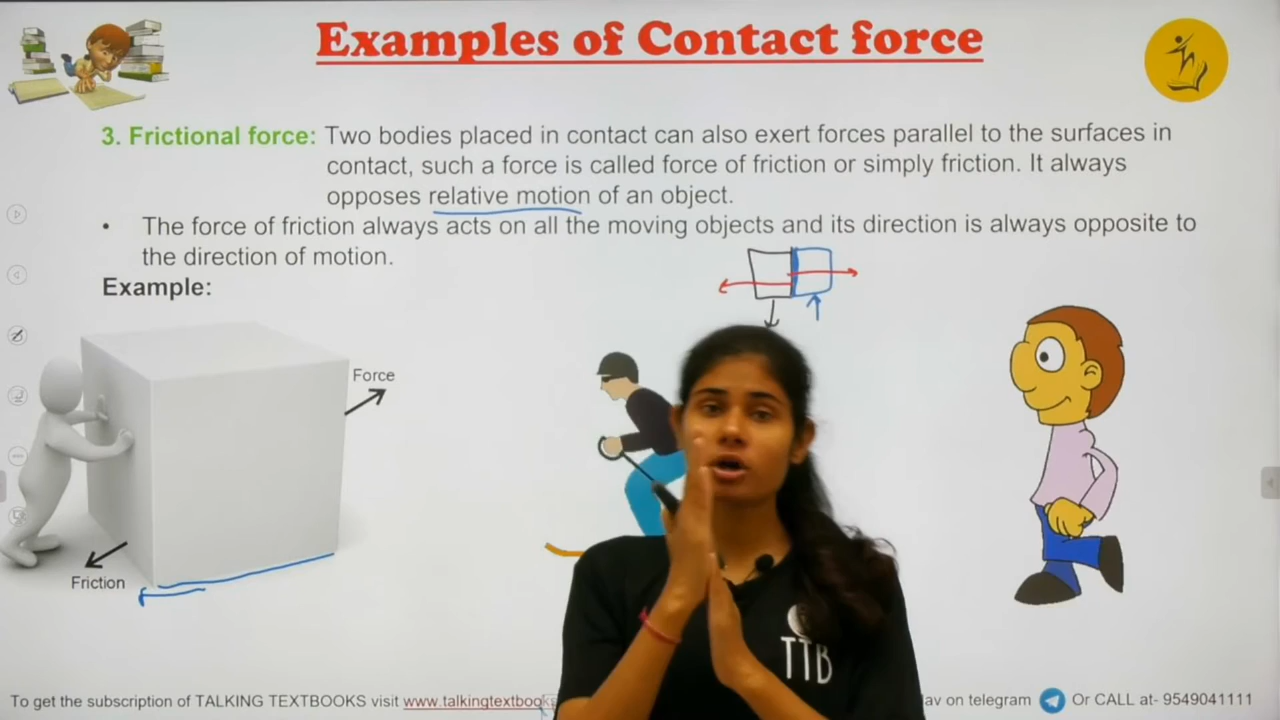 Examples of Contact force
3. Frictional force: Two bodies placed in contact can also exert forces parallel to the surfaces in
contact, such a force is called force of friction or simply friction. It always
opposes relative motion of an object.
• The force of friction always acts on all the moving objects and its direction is always opposite to
the direction of motion.
Example:
Force
Friction
TTB
To get the subscription of TALKING TEXTBOOKS visit www.talkingtextbooks
on telegram Or CALL at- 9549041111